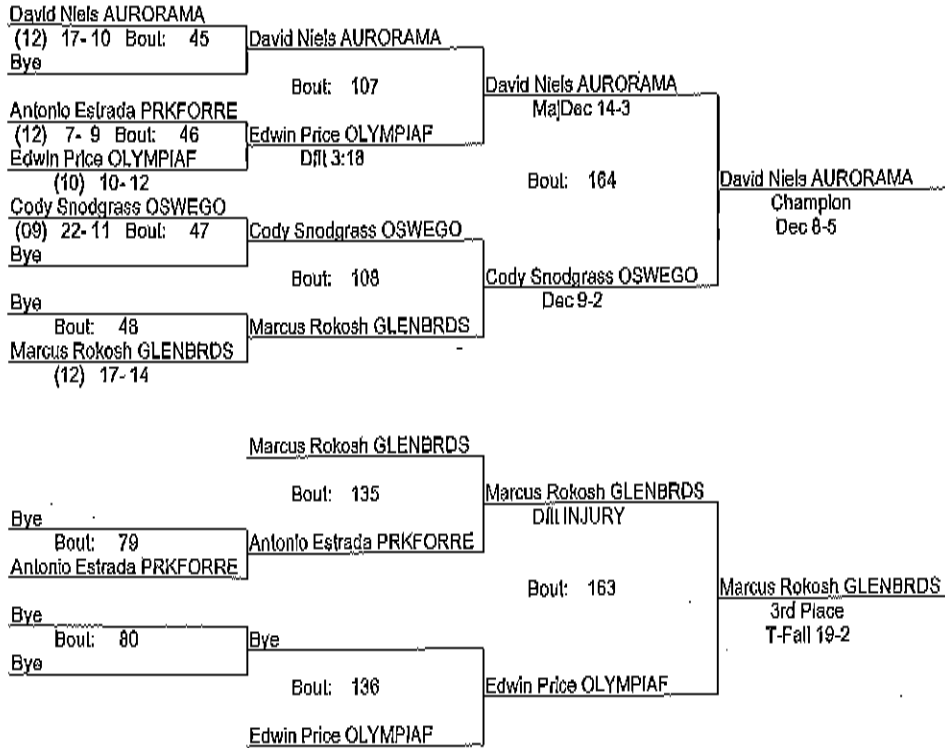 David Niels AURORAMA
(12) 17-10 Bout: 45
Bye
David Niels AURORAMA
Bout: 107
Antonio Estrada PRKFORRE
(12) 7-9 Bout: 46
Edwin Price OLYMPIAF
(10) 10-12
Edwin Price OLYMPIAF
Dflt 3:18
David Niels AURORAMA
MajDec 14-3
Bout: 164
Cody Snodgrass OSWEGO
(09) 22-11 Bout: 47
Bye
Cody Snodgrass OSWEGO
Bout: 108
Bye
Bout: 48
Marcus Rokosh GLENBRDS
(12) 17-14
Marcus Rokosh GLENBRDS
Cody Snodgrass OSWEGO
Dec 9-2
David Niels AURORAMA
Champion
Dec 8-5
Marcus Rokosh GLENBRDS
Bout: 135
Bye
Bout: 79
Antonio Estrada PRKFORRE
Antonio Estrada PRKFORRE
Marcus Rokosh GLENBRDS
Dflt INJURY
Bout: 163
Bye
Bout: 80
Bye
Bye
Bout: 136
Edwin Price OLYMPIAF
Edwin Price OLYMPIAF
Marcus Rokosh GLENBRDS
3rd Place
T-Fall 19-2